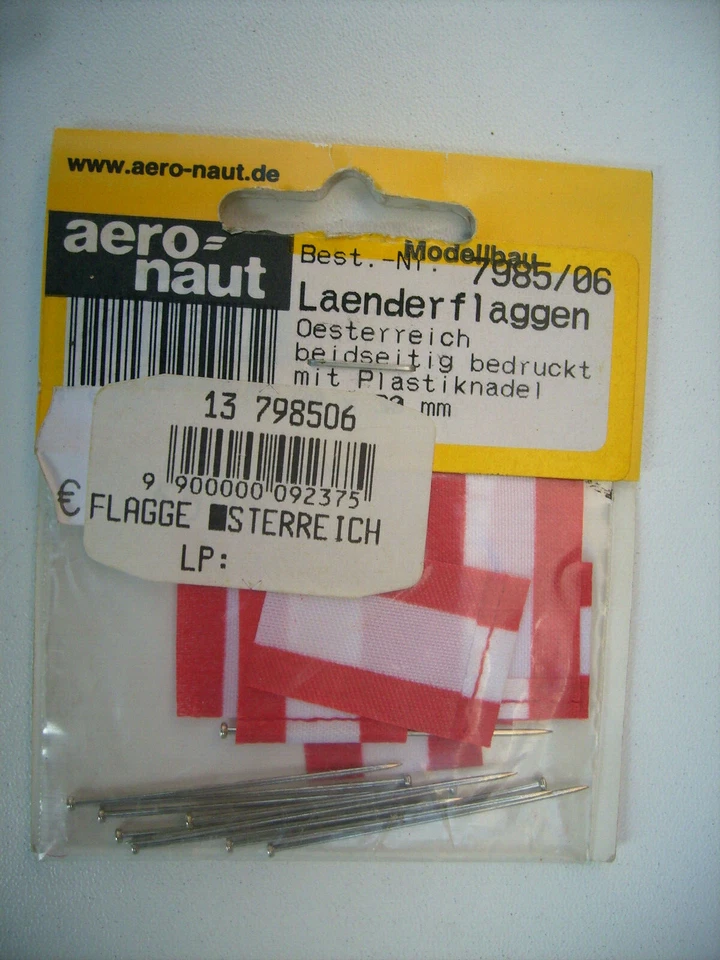 www.aero-naut.de
aero=
naut
Modellbau
Best.-Nr. 7985/06
Laenderflaggen
Oesterreich
beidseitig bedruckt
mit Plastiknadel
mm
13 798506
9 900000 092375
€
FLAGGE ■STERREICH
LP: